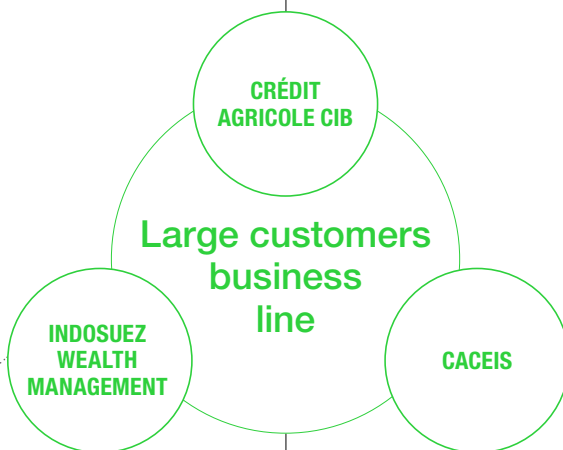 CRÉDIT
AGRICOLE CIB
Large customers
business
line
INDOSUEZ
WEALTH
MANAGEMENT
CACEIS